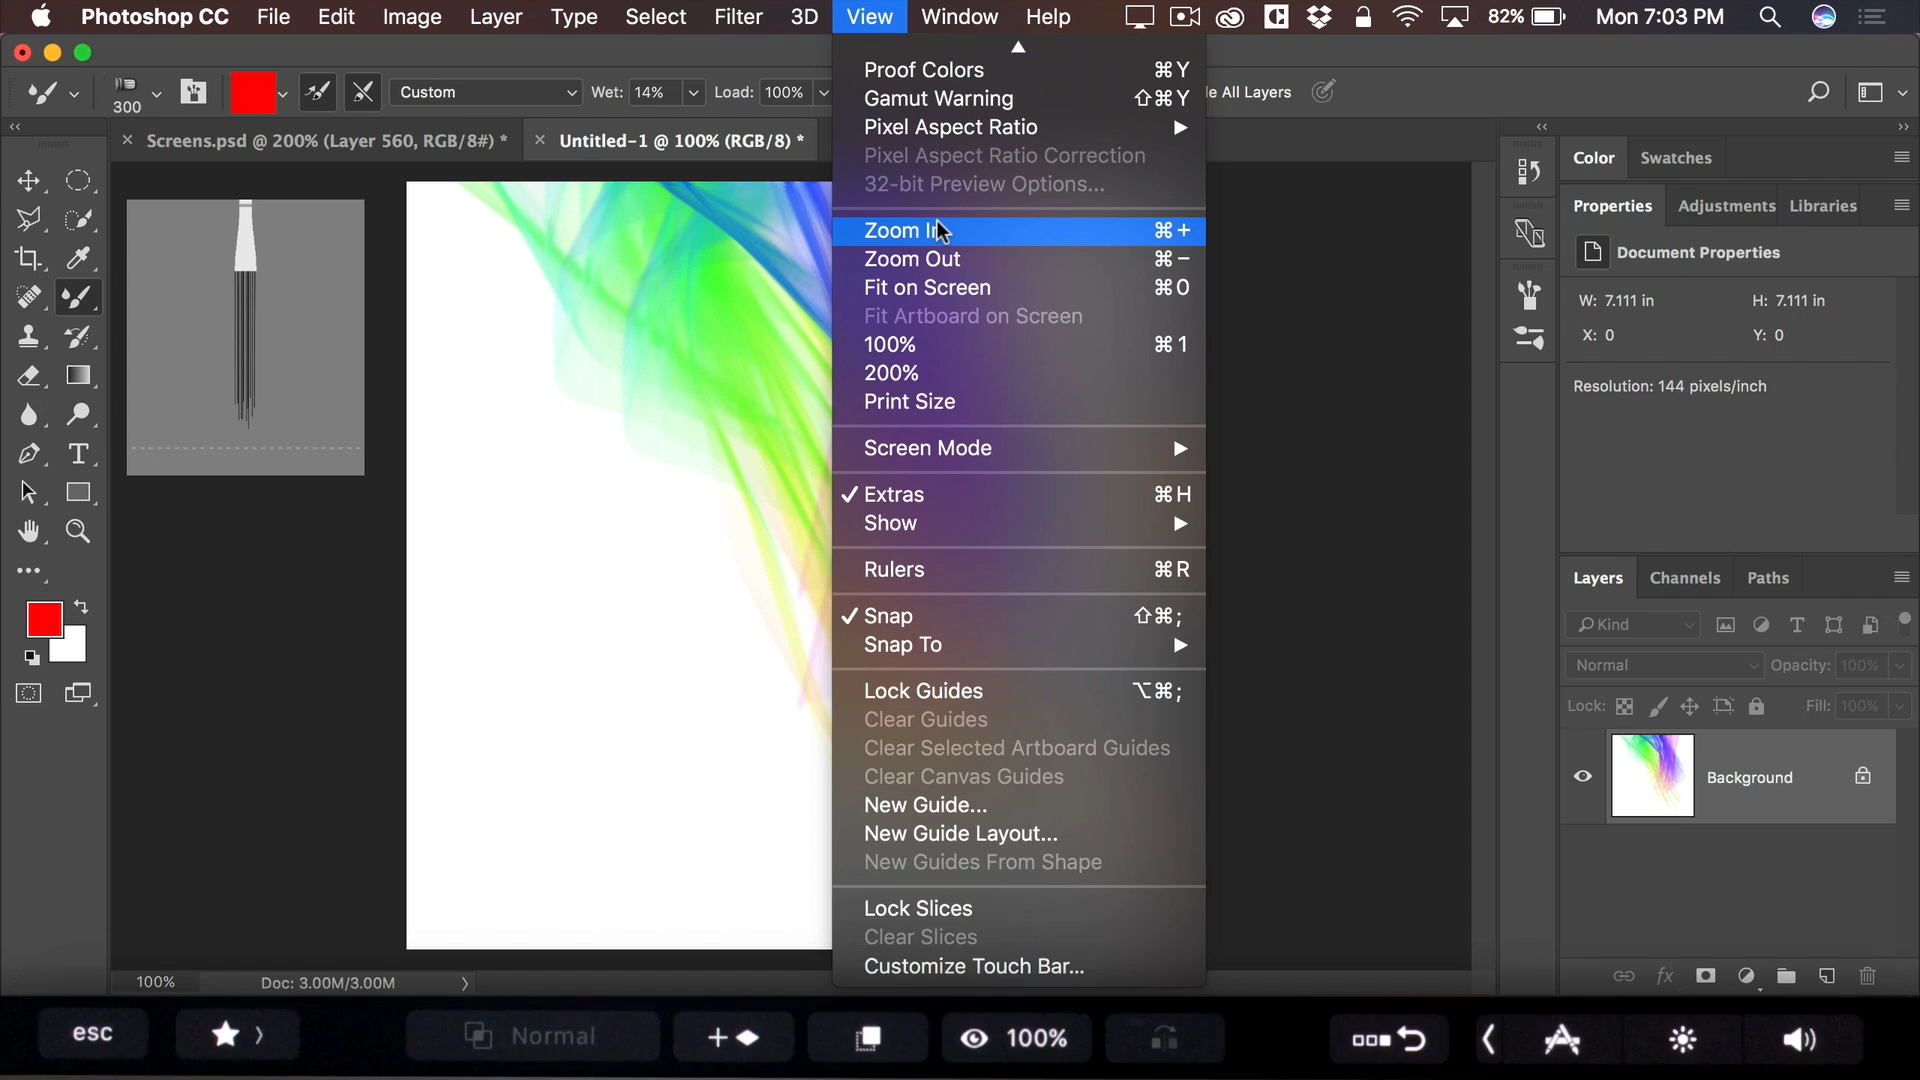 Photoshop CC File Edit Image Layer Type Select Filter 3D View Window Help 82% Mon 7:03 PM
300 Custom Wet: 14% Load: 100% All Layers
Screens.psd @ 200% (Layer 560, RGB/8#) *
Untitled-1 @ 100% (RGB/8) *
Proof Colors ⌘Y
Gamut Warning ⇧⌘Y
Pixel Aspect Ratio
Pixel Aspect Ratio Correction
32-bit Preview Options...
Zoom In ⌘+
Zoom Out ⌘−
Fit on Screen ⌘0
Fit Artboard on Screen
100% ⌘1
200%
Print Size
Screen Mode
Extras ⌘H
Show
Rulers ⌘R
Snap ⇧⌘;
Snap To
Lock Guides ⌥⌘;
Clear Guides
Clear Selected Artboard Guides
Clear Canvas Guides
New Guide...
New Guide Layout...
New Guides From Shape
Lock Slices
Clear Slices
Customize Touch Bar...
Color Swatches
Properties Adjustments Libraries
Document Properties
W: 7.111 in H: 7.111 in
X: 0 Y: 0
Resolution: 144 pixels/inch
Layers Channels Paths
Kind
Normal Opacity: 100%
Lock: Fill: 100%
Background
fx
100% Doc: 3.00M/3.00M
esc Normal 100%